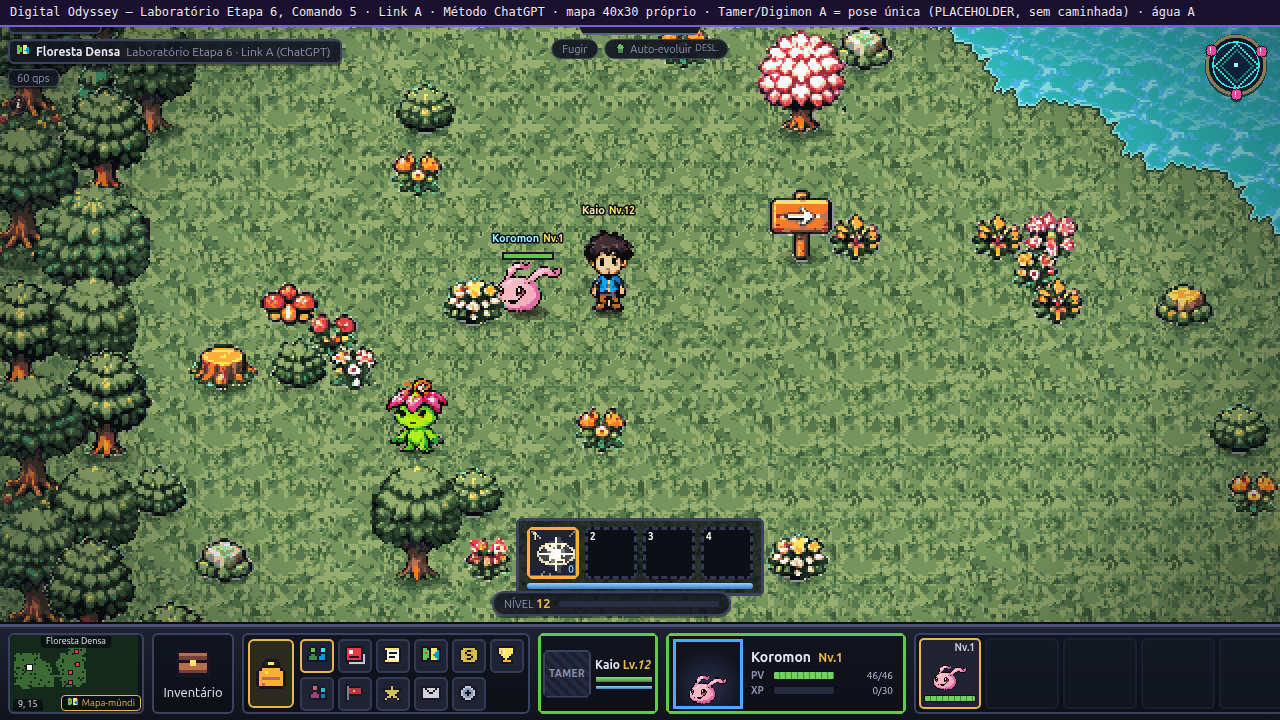 Digital Odyssey — Laboratório Etapa 6, Comando 5 · Link A · Método ChatGPT · mapa 40x30 próprio · Tamer/Digimon A = pose única (PLACEHOLDER, sem caminhada) · água A
Floresta Densa Laboratório Etapa 6 · Link A (ChatGPT)
Fugir
Auto-evoluir DESL.
60 qps
i
Kaio Nv.12
Koromon Nv.1
1 2 3 4
0
NÍVEL 12
Floresta Densa
9, 15
Mapa-múndi
Inventário
TAMER
Kaio Lv.12
Koromon Nv.1
PV 46/46
XP 0/30
Nv.1